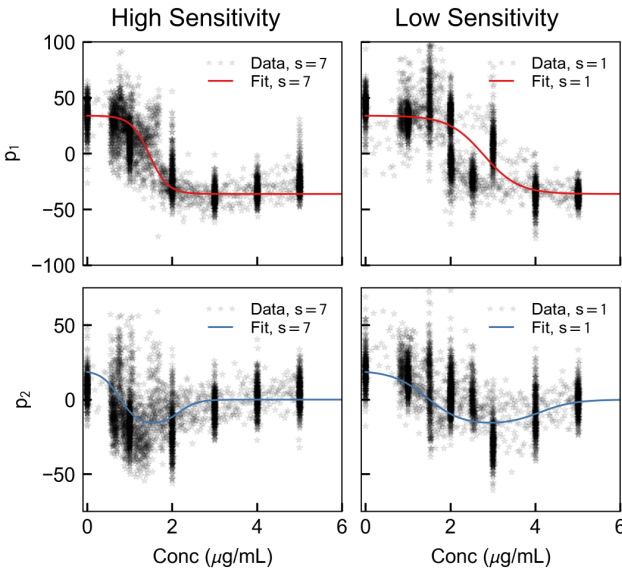 High Sensitivity
Low Sensitivity
100
50
0
−50
−100
p1
Data, s = 7
Fit, s = 7
Data, s = 1
Fit, s = 1
50
0
−50
p2
Data, s = 7
Fit, s = 7
Data, s = 1
Fit, s = 1
0 2 4 6
0 2 4 6
Conc (μg/mL)
Conc (μg/mL)